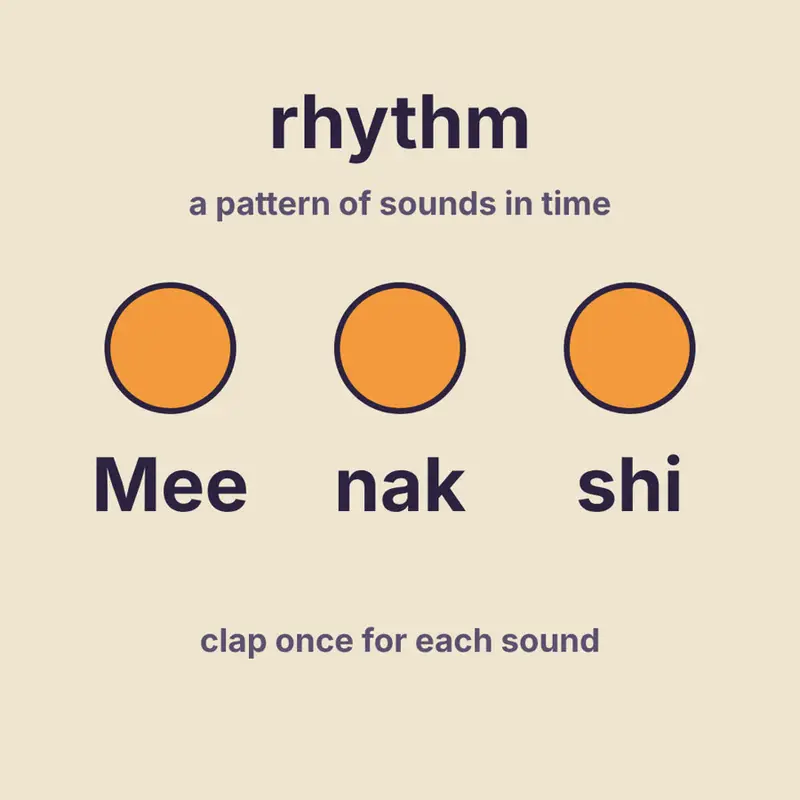 rhythm
a pattern of sounds in time
Mee nak shi
clap once for each sound